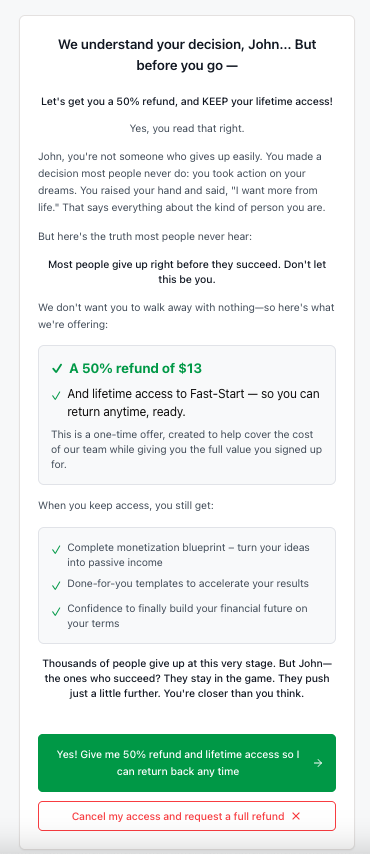 We understand your decision, John... But
before you go —
Let's get you a 50% refund, and KEEP your lifetime access!
Yes, you read that right.
John, you're not someone who gives up easily. You made a
decision most people never do: you took action on your
dreams. You raised your hand and said, "I want more from
life." That says everything about the kind of person you are.
But here's the truth most people never hear:
Most people give up right before they succeed. Don't let
this be you.
We don't want you to walk away with nothing—so here's what
we're offering:
✓ A 50% refund of $13
✓ And lifetime access to Fast-Start — so you can
return anytime, ready.
This is a one-time offer, created to help cover the cost
of our team while giving you the full value you signed up
for.
When you keep access, you still get:
✓ Complete monetization blueprint – turn your ideas
into passive income
✓ Done-for-you templates to accelerate your results
✓ Confidence to finally build your financial future on
your terms
Thousands of people give up at this very stage. But John—
the ones who succeed? They stay in the game. They push
just a little further. You're closer than you think.
Yes! Give me 50% refund and lifetime access so I →
can return back any time
Cancel my access and request a full refund ✕